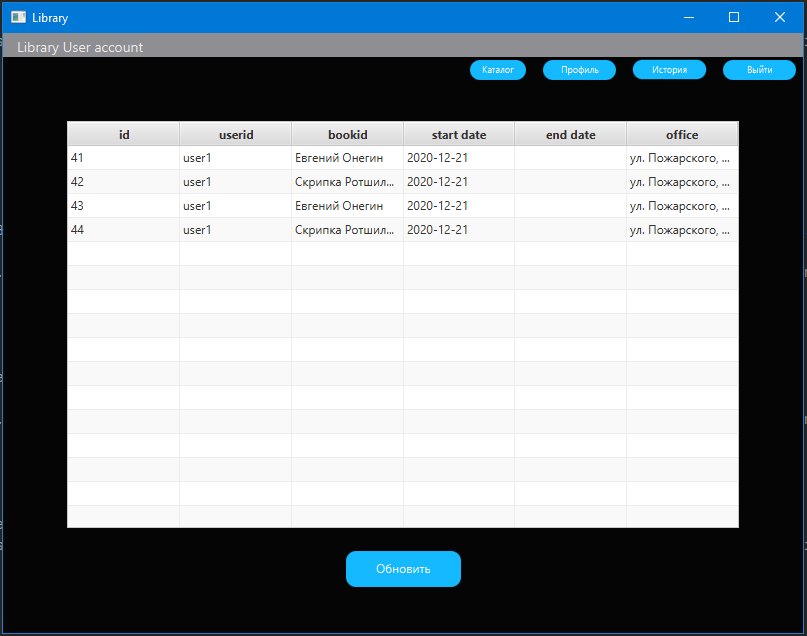 Library
Library User account
Каталог Профиль История Выйти
id userid bookid start date end date office
41 user1 Евгений Онегин 2020-12-21 ул. Пожарского, ...
42 user1 Скрипка Ротшил... 2020-12-21 ул. Пожарского, ...
43 user1 Евгений Онегин 2020-12-21 ул. Пожарского, ...
44 user1 Скрипка Ротшил... 2020-12-21 ул. Пожарского, ...
Обновить